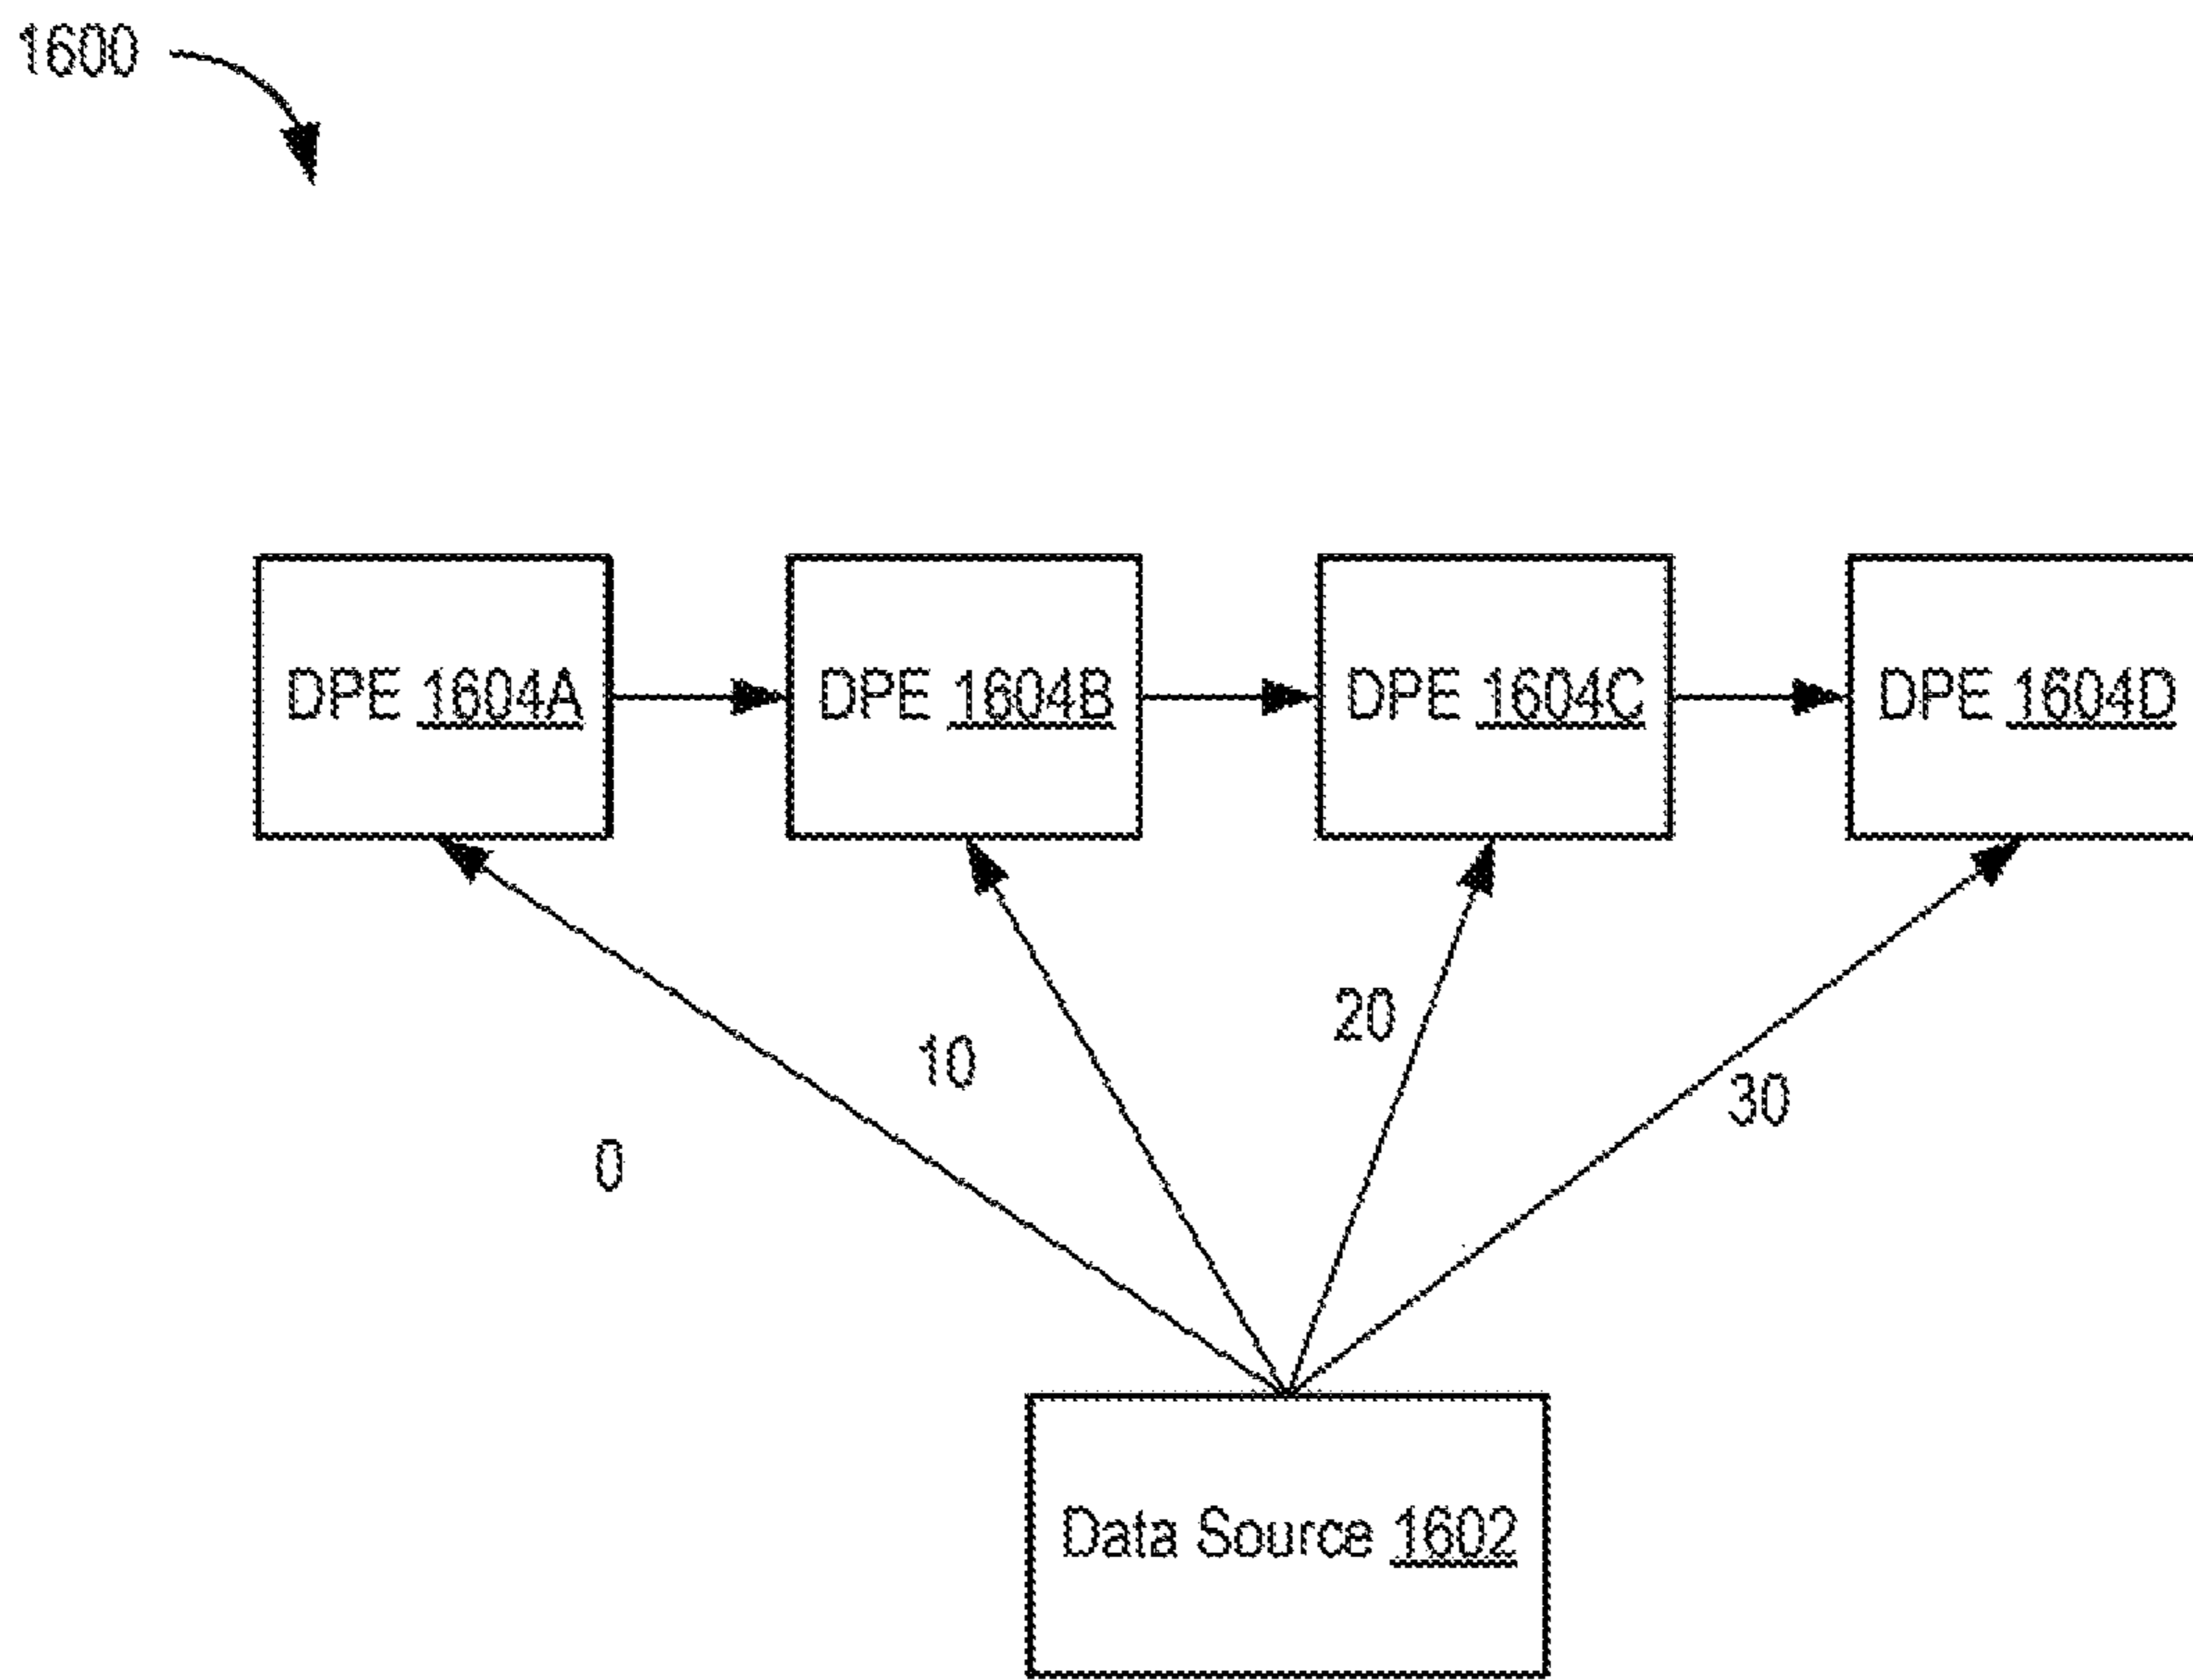 1600
DPE 1604A
DPE 1604B
DPE 1604C
DPE 1604D
20
10
30
0
Data Source 1602